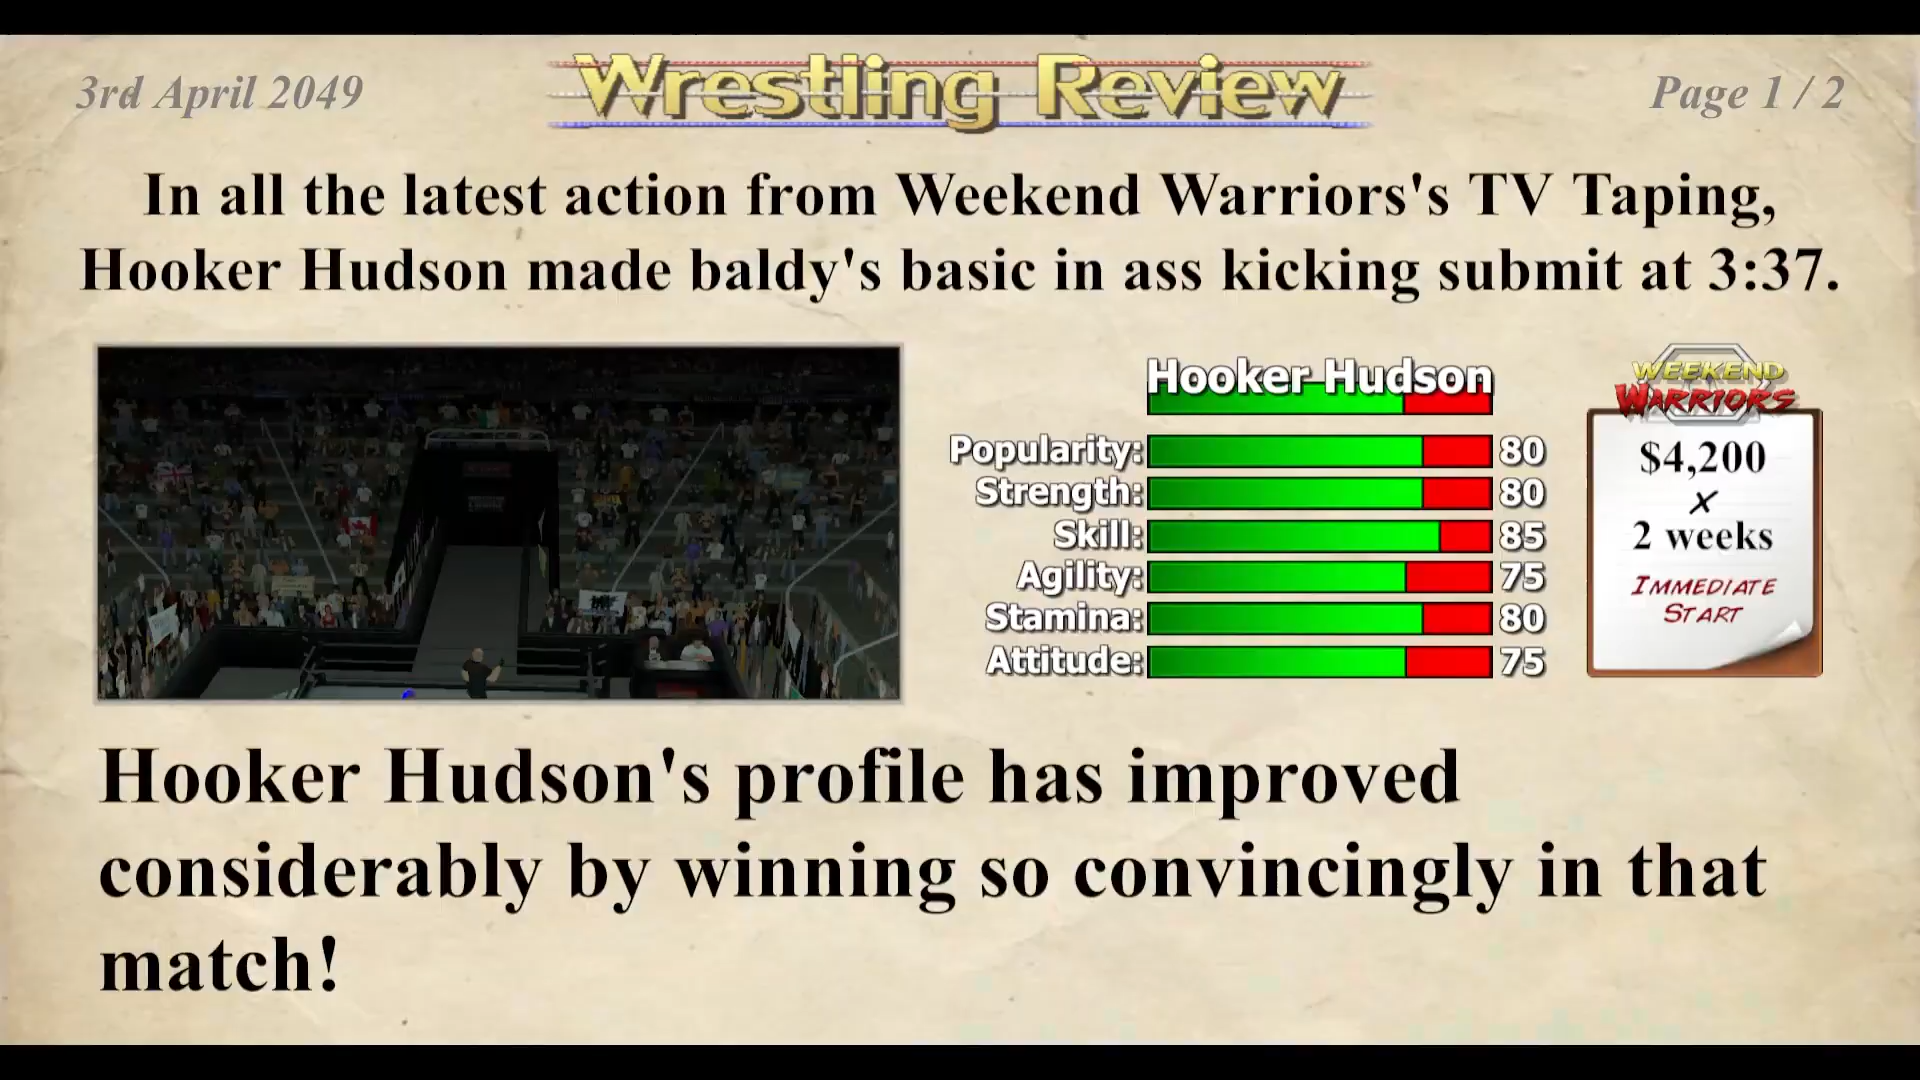 3rd April 2049
Wrestling Review
Page 1 / 2
In all the latest action from Weekend Warriors's TV Taping,
Hooker Hudson made baldy's basic in ass kicking submit at 3:37.
Hooker Hudson
Popularity: 80
Strength: 80
Skill: 85
Agility: 75
Stamina: 80
Attitude: 75
WEEKEND
WARRIORS
$4,200
x
2 weeks
IMMEDIATE
START
Hooker Hudson's profile has improved
considerably by winning so convincingly in that
match!